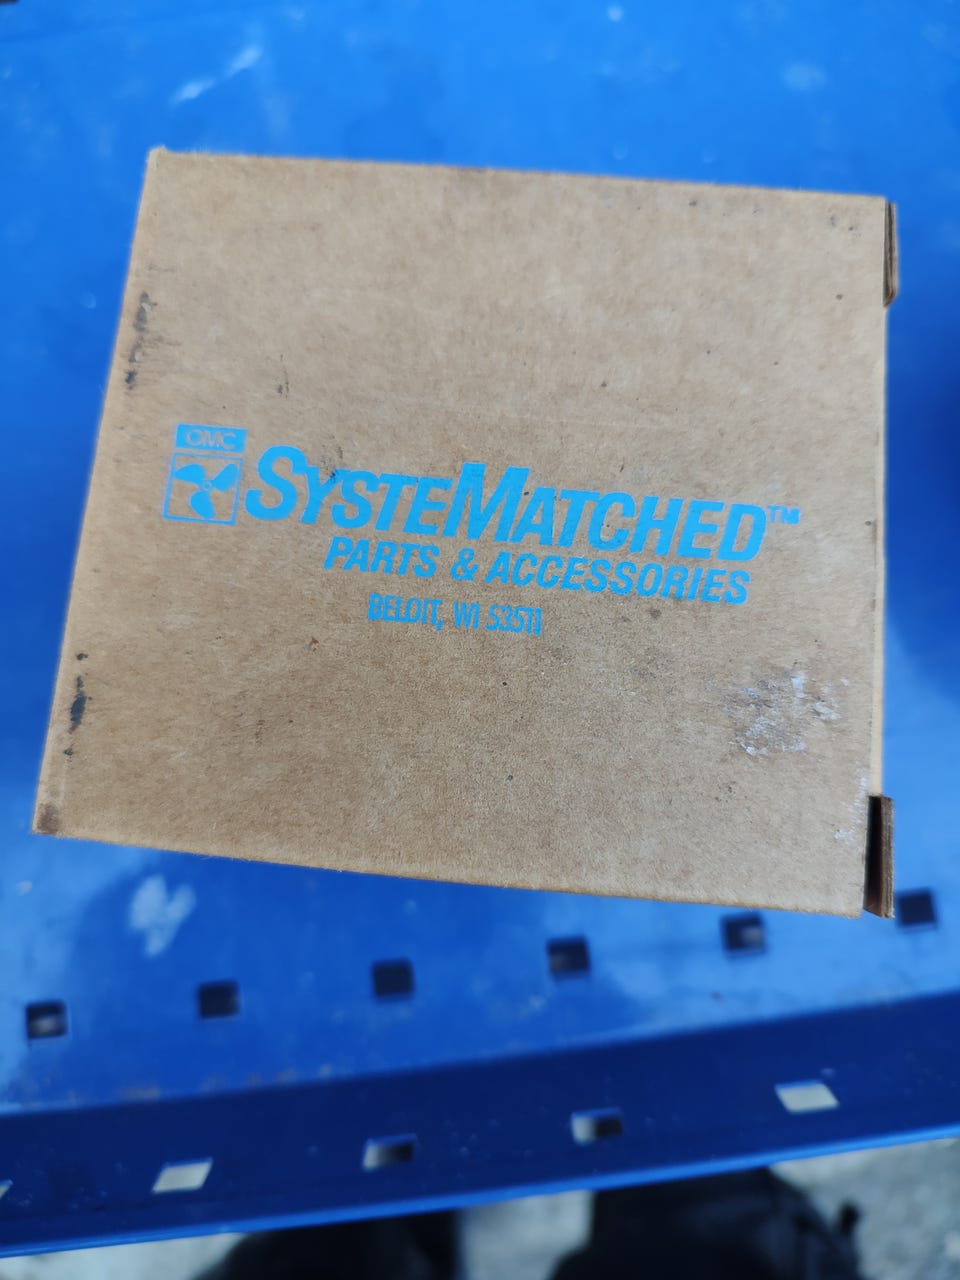 OMC
SYSTEMATCHED™
PARTS & ACCESSORIES
BELOIT, WI 53511